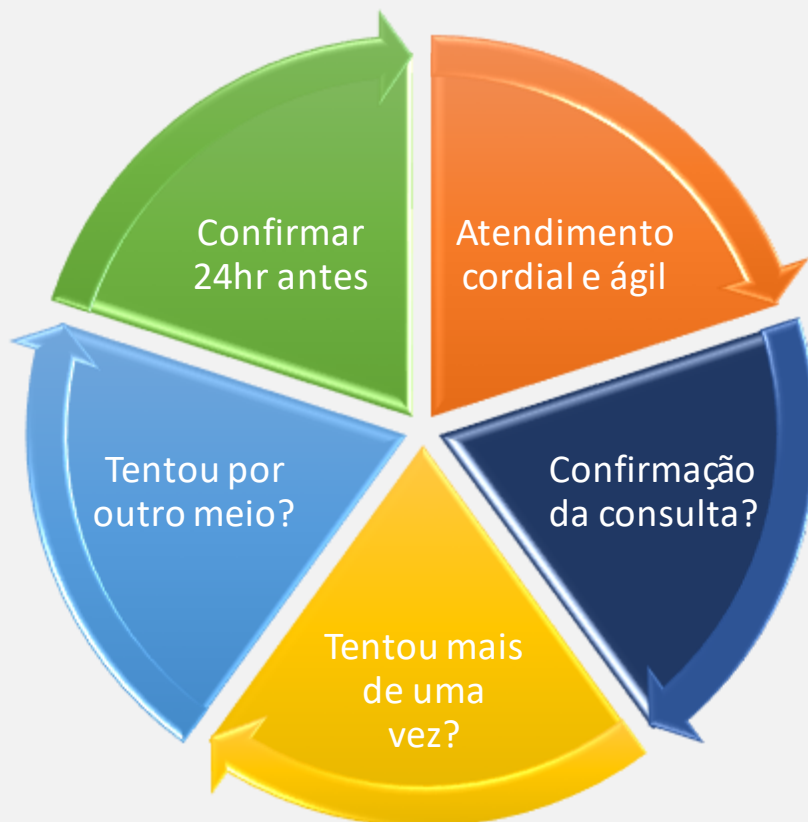 Atendimento
cordial e ágil
Confirmação
da consulta?
Tentou mais
de uma
vez?
Tentou por
outro meio?
Confirmar
24hr antes